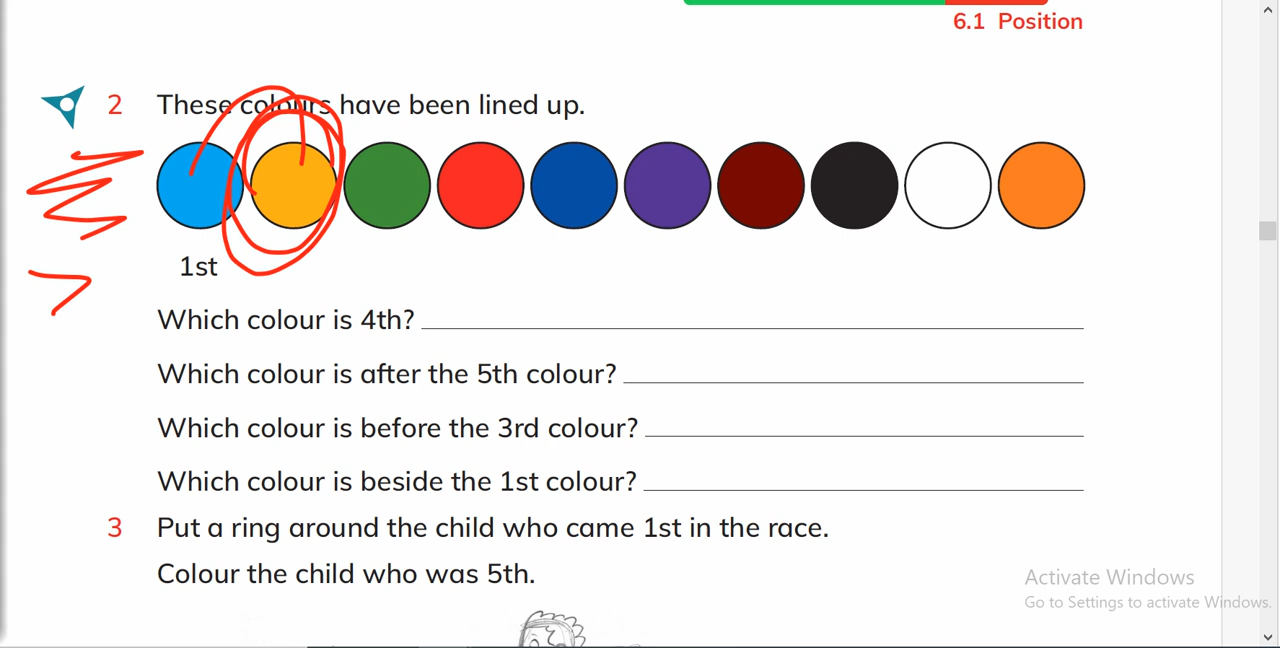 6.1 Position
2 These colours have been lined up.
1st
Which colour is 4th?
Which colour is after the 5th colour?
Which colour is before the 3rd colour?
Which colour is beside the 1st colour?
3 Put a ring around the child who came 1st in the race.
Colour the child who was 5th.
Activate Windows
Go to Settings to activate Windows.